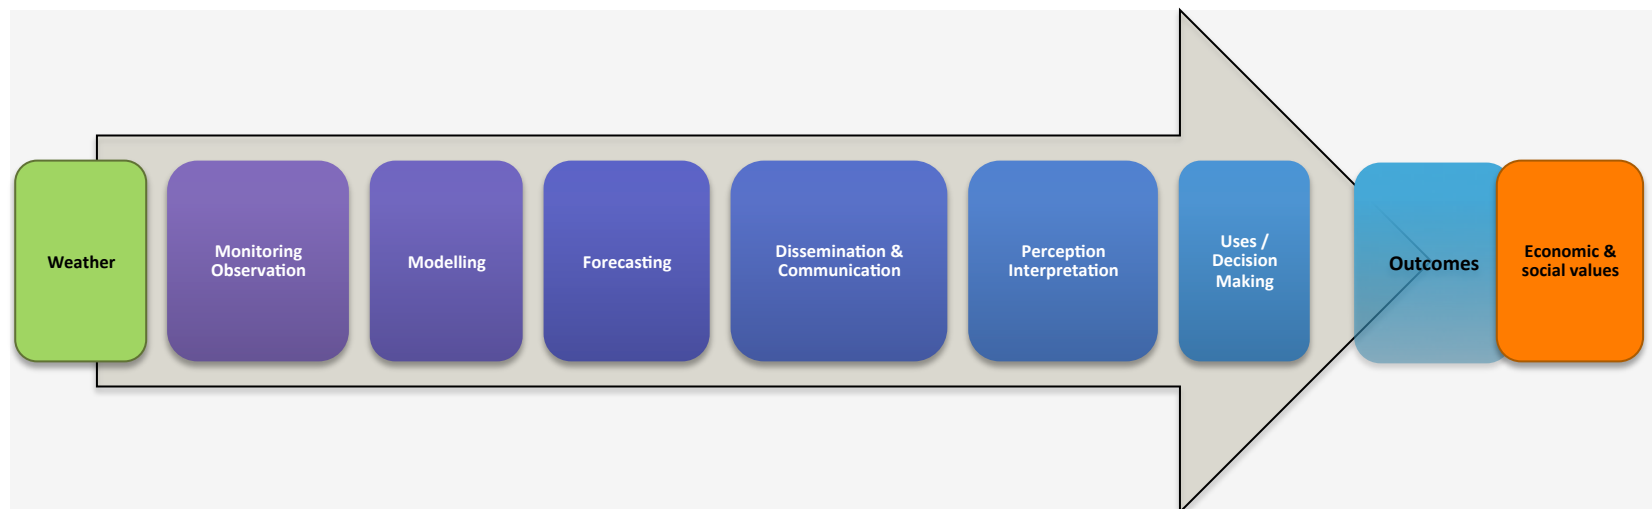 Weather
Monitoring
Observation
Modelling
Forecasting
Dissemination &
Communication
Perception
Interpretation
Uses /
Decision
Making
Outcomes
Economic &
social values